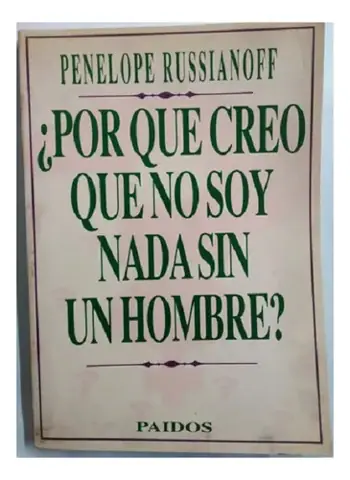 PENELOPE RUSSIANOFF
¿POR QUE CREO
QUE NO SOY
NADA SIN
UN HOMBRE?
PAIDOS